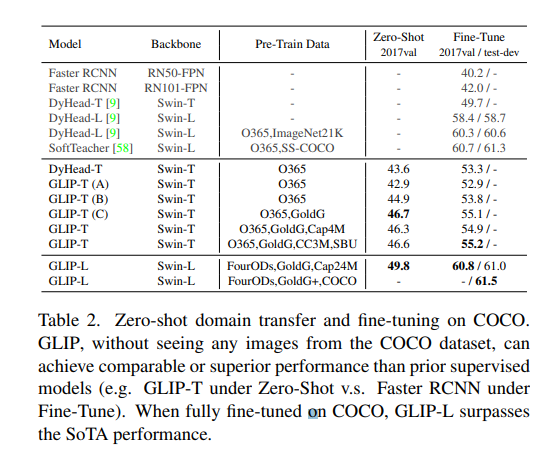 Model Backbone Pre-Train Data Zero-Shot Fine-Tune
2017val 2017val / test-dev
Faster RCNN RN50-FPN - - 40.2 / -
Faster RCNN RN101-FPN - - 42.0 / -
DyHead-T [9] Swin-T - - 49.7 / -
DyHead-L [9] Swin-L - - 58.4 / 58.7
DyHead-L [9] Swin-L O365,ImageNet21K - 60.3 / 60.6
SoftTeacher [58] Swin-L O365,SS-COCO - 60.7 / 61.3
DyHead-T Swin-T O365 43.6 53.3 / -
GLIP-T (A) Swin-T O365 42.9 52.9 / -
GLIP-T (B) Swin-T O365 44.9 53.8 / -
GLIP-T (C) Swin-T O365,GoldG 46.7 55.1 / -
GLIP-T Swin-T O365,GoldG,Cap4M 46.3 54.9 / -
GLIP-T Swin-T O365,GoldG,CC3M,SBU 46.6 55.2 / -
GLIP-L Swin-L FourODs,GoldG,Cap24M 49.8 60.8 / 61.0
GLIP-L Swin-L FourODs,GoldG+,COCO - - / 61.5
Table 2. Zero-shot domain transfer and fine-tuning on COCO.
GLIP, without seeing any images from the COCO dataset, can
achieve comparable or superior performance than prior supervised
models (e.g. GLIP-T under Zero-Shot v.s. Faster RCNN under
Fine-Tune). When fully fine-tuned on COCO, GLIP-L surpasses
the SoTA performance.